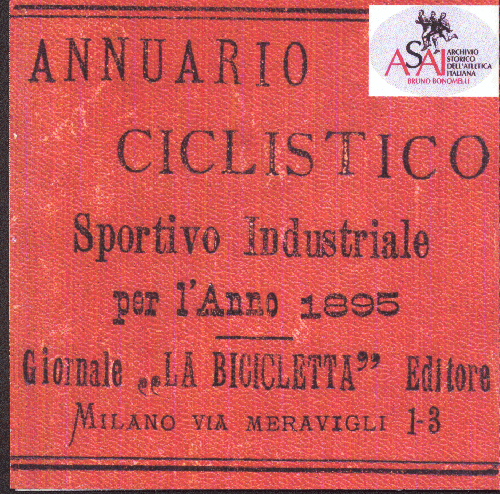 ANNUARIO
CICLISTICO
Sportivo Industriale
per l'Anno 1895
Giornale „LA BICICLETTA” Editore
MILANO VIA MERAVIGLI 1-3
ASAI
ARCHIVIO
STORICO
DELL'ATLETICA
ITALIANA
BRUNO BONOMELLI